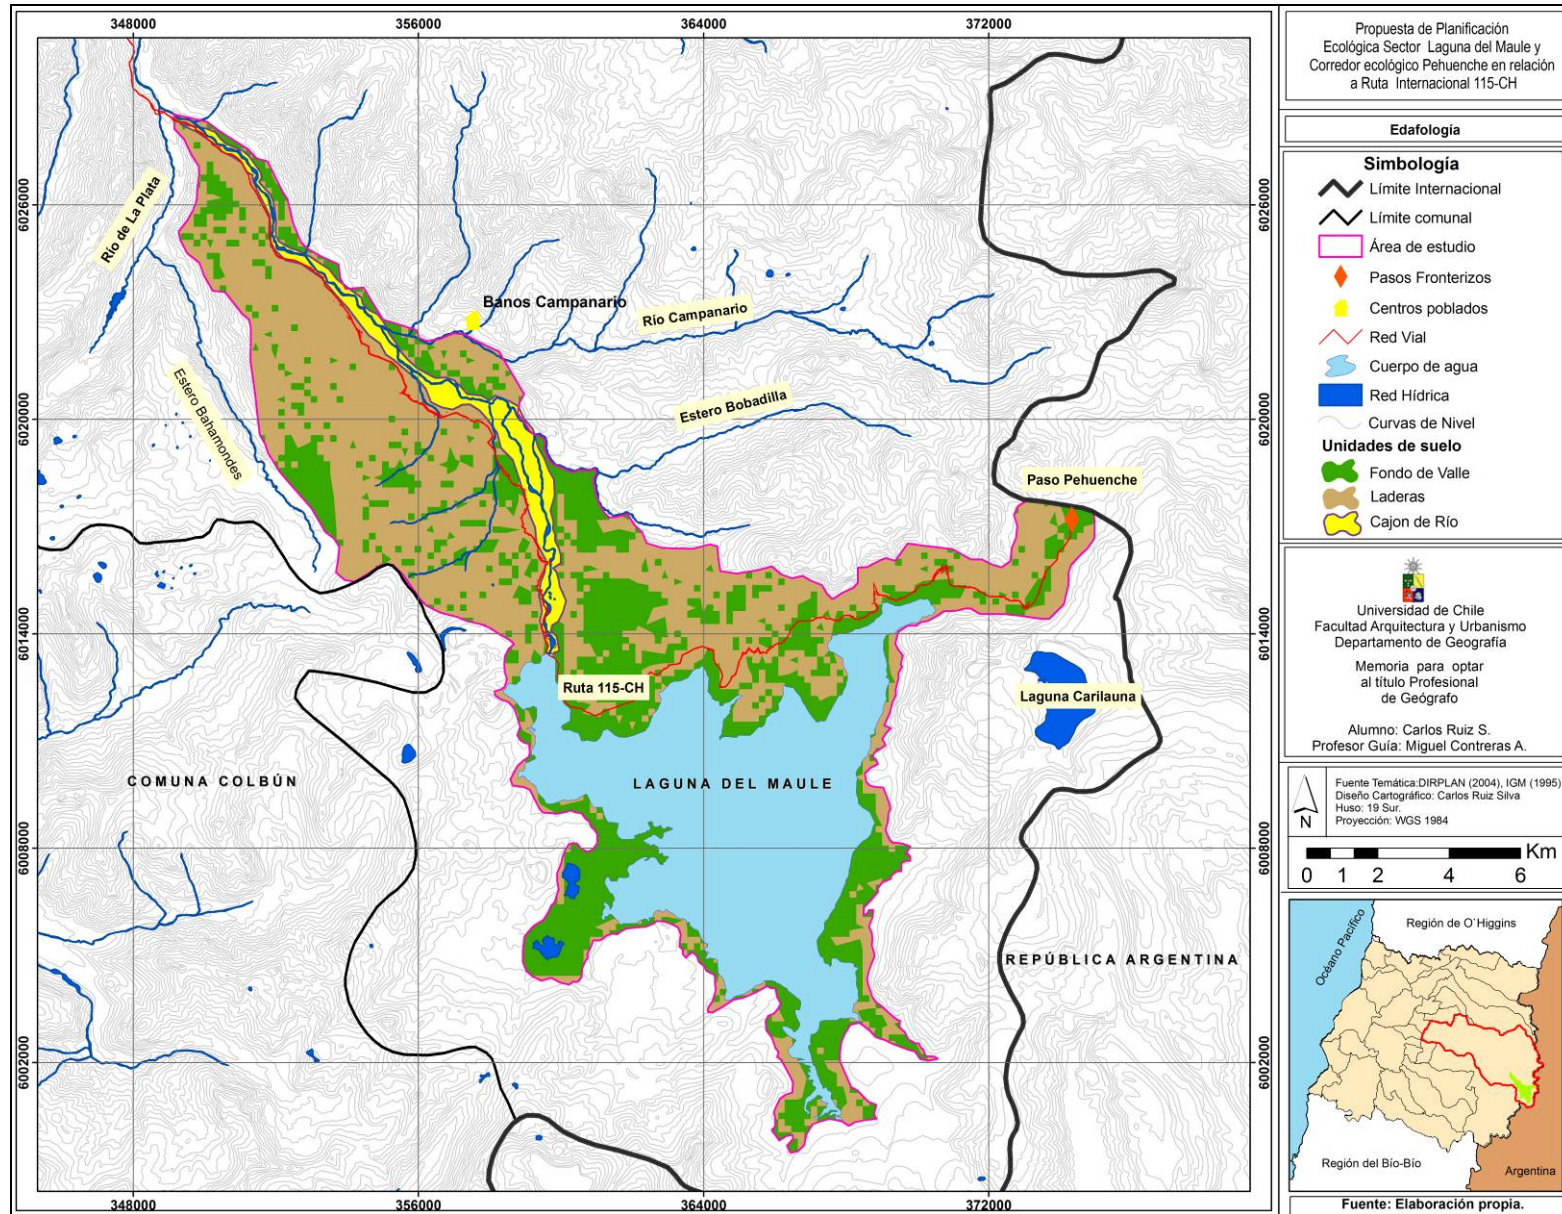 348000
356000
364000
372000
6026000
6020000
6014000
6008000
6002000
6026000
6020000
6014000
6008000
6002000
Río de La Plata
Estero Bahamondes
Banos Campanario
Río Campanario
Estero Bobadilla
Paso Pehuenche
Ruta 115-CH
Laguna Carilauna
COMUNA COLBÚN
LAGUNA DEL MAULE
REPÚBLICA ARGENTINA
348000
356000
364000
372000
Propuesta de Planificación
Ecológica Sector Laguna del Maule y
Corredor ecológico Pehuenche en relación
a Ruta Internacional 115-CH
Edafología
Simbología
Límite Internacional
Límite comunal
Área de estudio
Pasos Fronterizos
Centros poblados
Red Vial
Cuerpo de agua
Red Hídrica
Curvas de Nivel
Unidades de suelo
Fondo de Valle
Laderas
Cajon de Río
Universidad de Chile
Facultad Arquitectura y Urbanismo
Departamento de Geografía
Memoria para optar
al título Profesional
de Geógrafo
Alumno: Carlos Ruiz S.
Profesor Guía: Miguel Contreras A.
N
Fuente Temática:DIRPLAN (2004), IGM (1995)
Diseño Cartográfico: Carlos Ruiz Silva
Huso: 19 Sur.
Proyección: WGS 1984
Km
0 1 2 4 6
Océano Pacífico
Región de O`Higgins
Región del Bío-Bío
Argentina
Fuente: Elaboración propia.